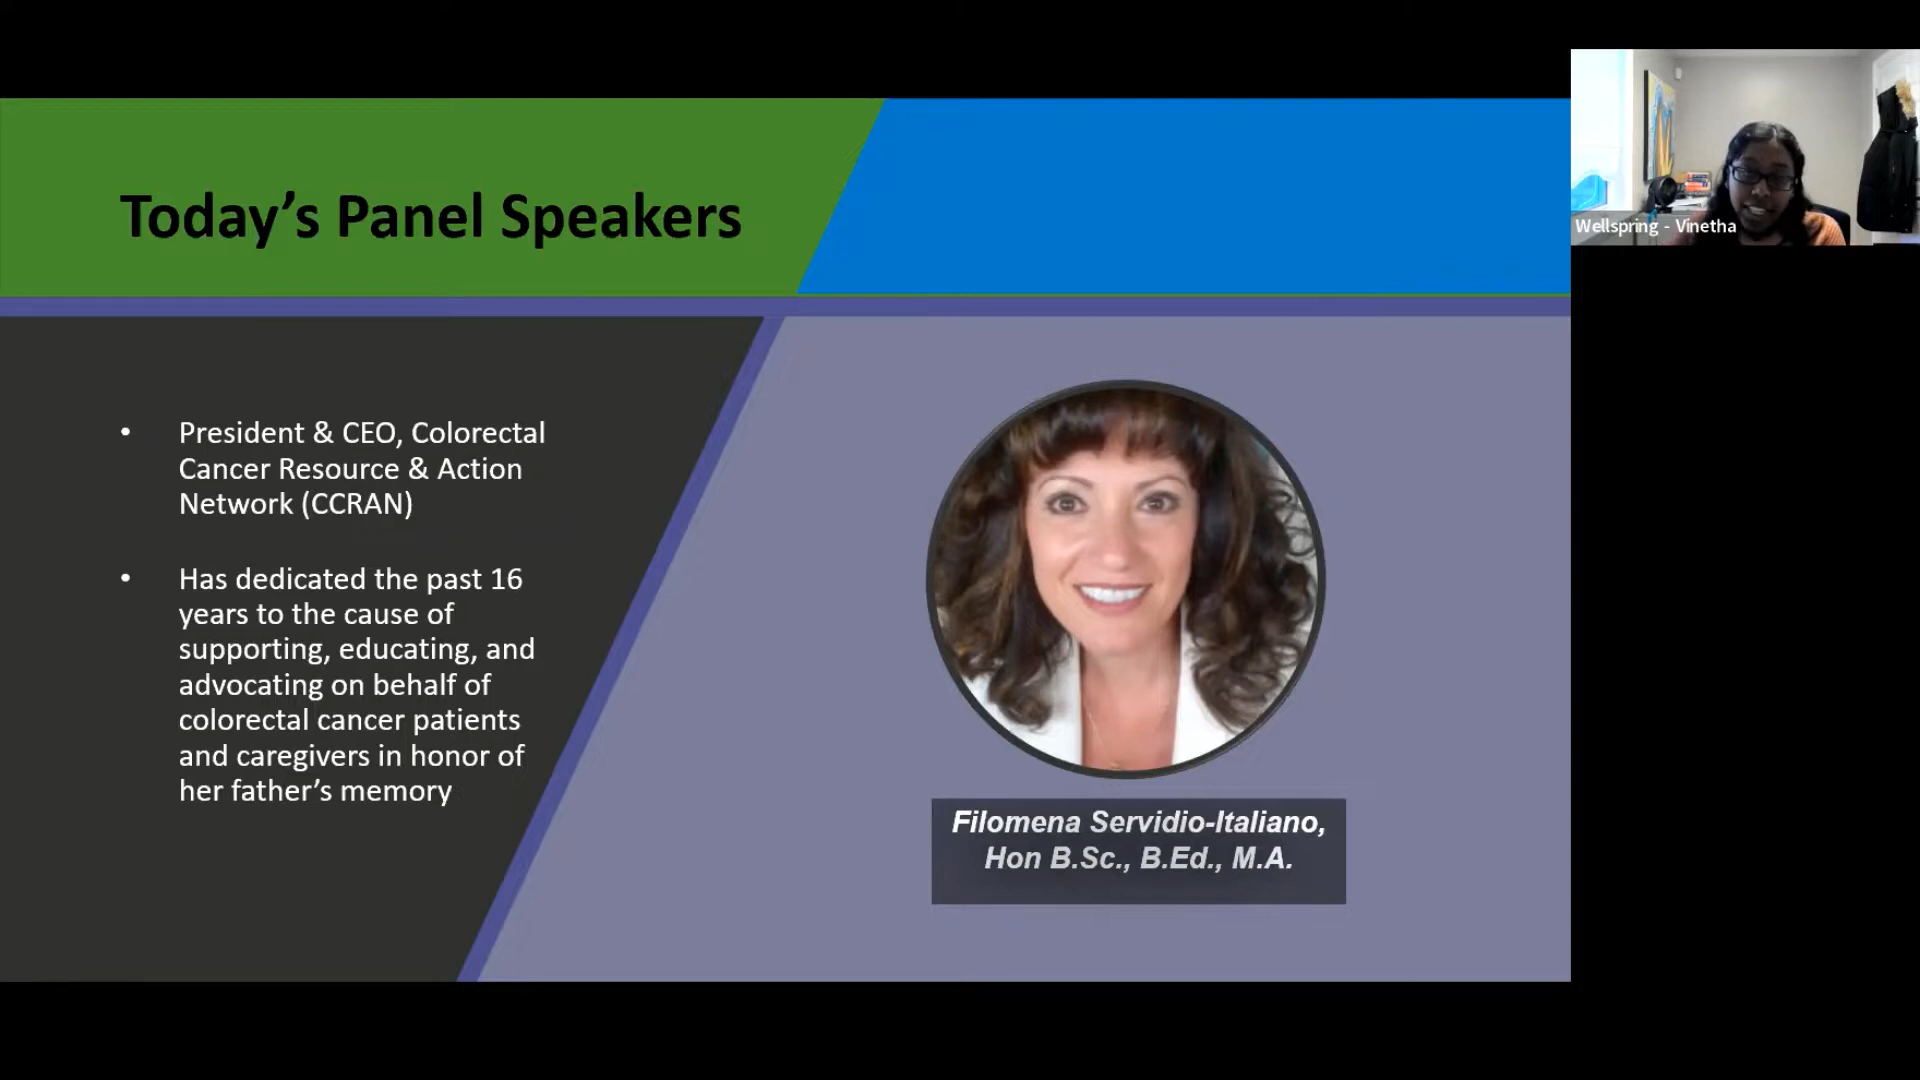 Today’s Panel Speakers
Wellspring - Vinetha
• President & CEO, Colorectal
Cancer Resource & Action
Network (CCRAN)
• Has dedicated the past 16
years to the cause of
supporting, educating, and
advocating on behalf of
colorectal cancer patients
and caregivers in honor of
her father’s memory
Filomena Servidio-Italiano,
Hon B.Sc., B.Ed., M.A.